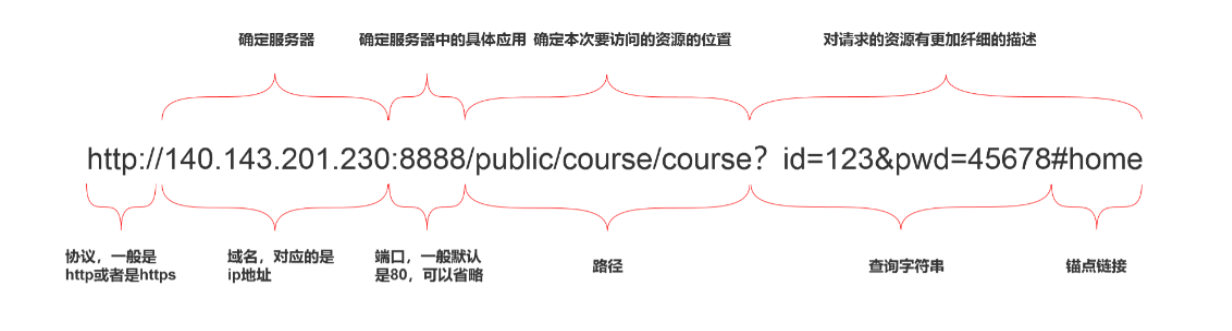 确定服务器 确定服务器中的具体应用 确定本次要访问的资源的位置 对请求的资源有更加纤细的描述
http://140.143.201.230:8888/public/course/course? id=123&pwd=45678#home
协议，一般是
http或者是https
域名，对应的是
ip地址
端口，一般默认
是80，可以省略
路径
查询字符串
锚点链接